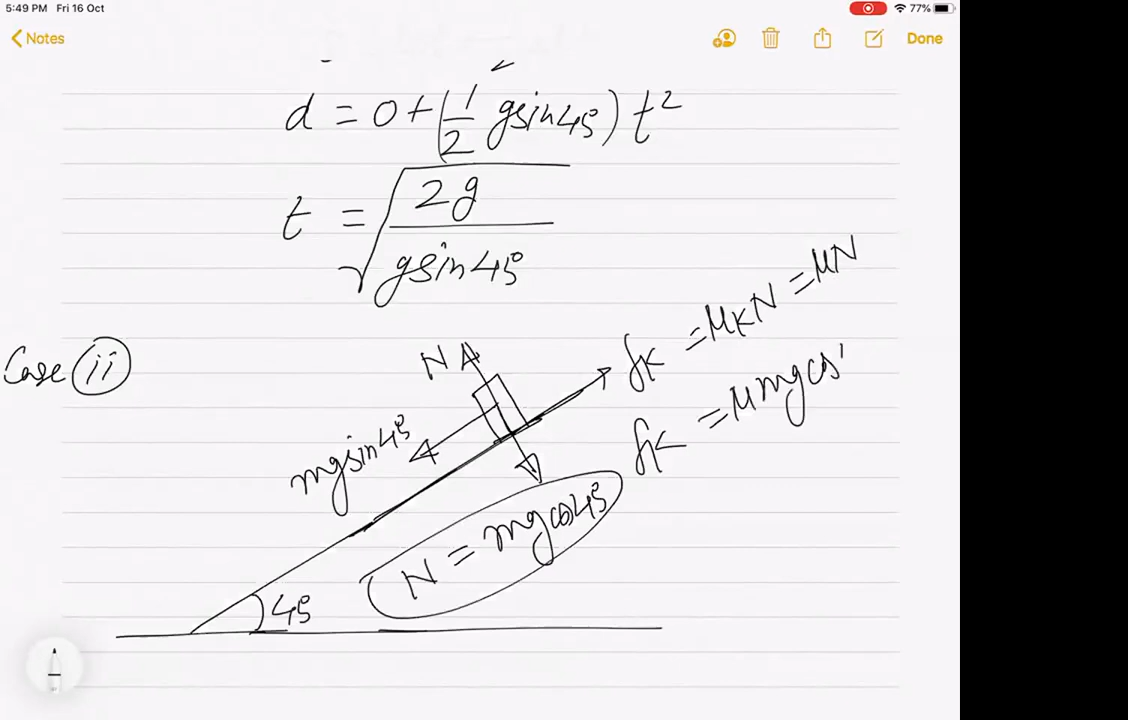 5:49 PM Fri 16 Oct
77%
Notes
Done
d = 0 + (1/2 gsin45°) t²
t = √(2g / gsin45°)
Case (ii)
N
fK = μKN = μN
mgsin45°
fK = μmgcos
N = mgcos45°
45°